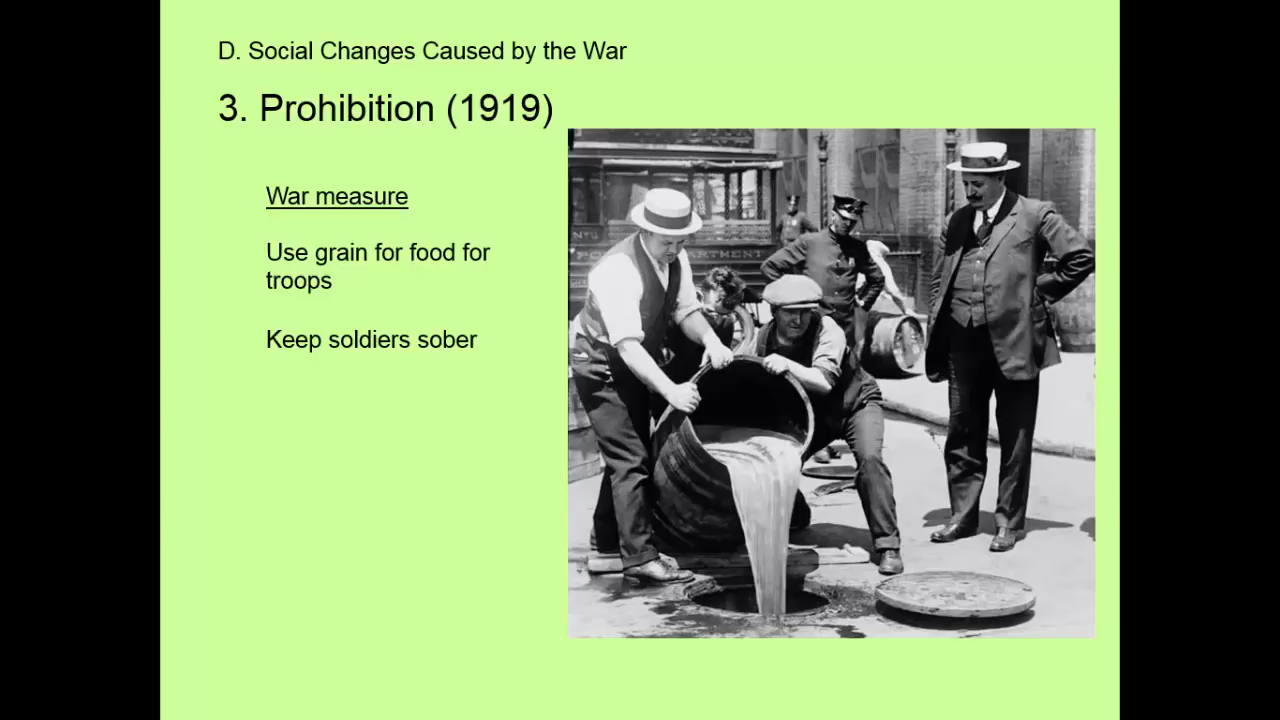 D. Social Changes Caused by the War
3. Prohibition (1919)
War measure
Use grain for food for
troops
Keep soldiers sober